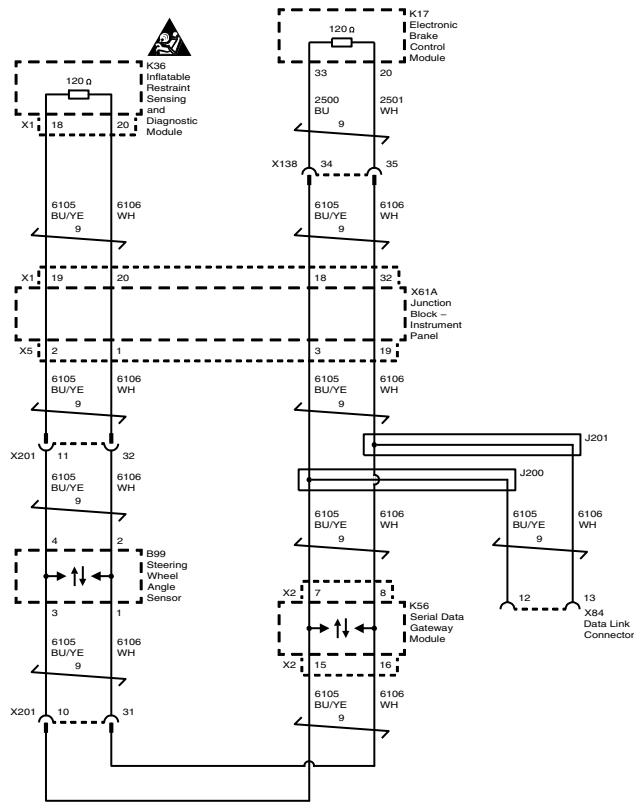 K17
Electronic
Brake
Control
Module
120 Ω
33 20
K36
Inflatable
Restraint
Sensing
and
Diagnostic
Module
120 Ω
X1 18 20
2500
BU
2501
WH
9
X138 34 35
6105
BU/YE
6106
WH
9
6105
BU/YE
6106
WH
9
X1 19 20 18 32
X61A
Junction
Block –
Instrument
Panel
X5 2 1 3 19
6105
BU/YE
6106
WH
9
6105
BU/YE
6106
WH
9
J201
X201 11 32
J200
6105
BU/YE
6106
WH
9
6105
BU/YE
6106
WH
9
6105
BU/YE
6106
WH
9
4 2
B99
Steering
Wheel
Angle
Sensor
3 1
X2 7 8
K56
Serial Data
Gateway
Module
X2 15 16
12 13
X84
Data Link
Connector
6105
BU/YE
6106
WH
9
6105
BU/YE
6106
WH
9
X201 10 31